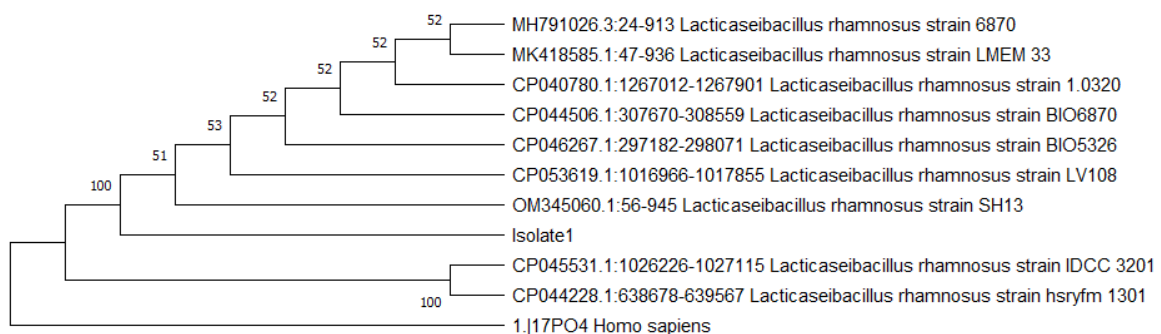 52
MH791026.3:24-913 Lacticaseibacillus rhamnosus strain 6870
52
MK418585.1:47-936 Lacticaseibacillus rhamnosus strain LMEM 33
52
CP040780.1:1267012-1267901 Lacticaseibacillus rhamnosus strain 1.0320
52
CP044506.1:307670-308559 Lacticaseibacillus rhamnosus strain BIO6870
53
CP046267.1:297182-298071 Lacticaseibacillus rhamnosus strain BIO5326
51
CP053619.1:1016966-1017855 Lacticaseibacillus rhamnosus strain LV108
100
OM345060.1:56-945 Lacticaseibacillus rhamnosus strain SH13
Isolate1
CP045531.1:1026226-1027115 Lacticaseibacillus rhamnosus strain IDCC 3201
CP044228.1:638678-639567 Lacticaseibacillus rhamnosus strain hsryfm 1301
100
1.|17PO4 Homo sapiens